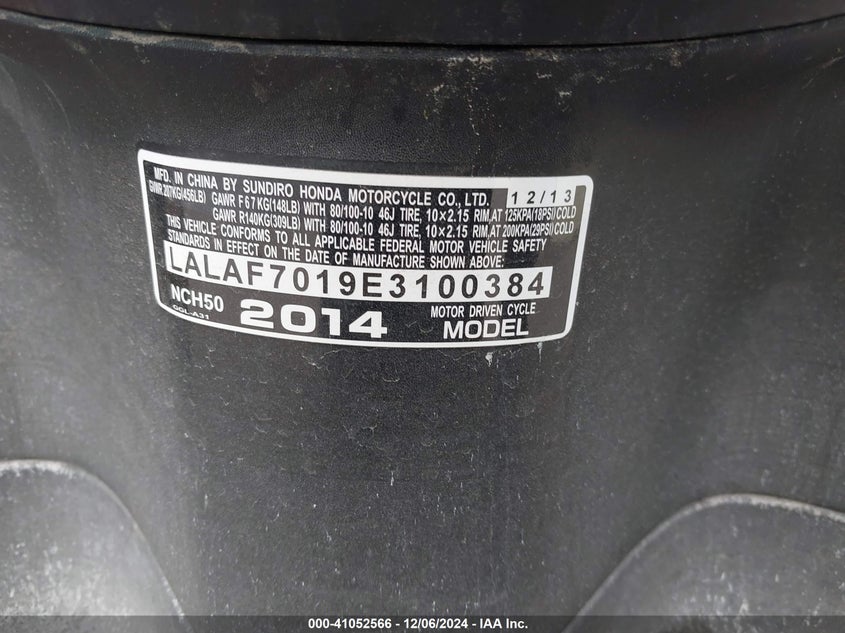 MFD. IN CHINA BY SUNDIRO HONDA MOTORCYCLE CO., LTD. 12/13
GVWR 207KG(456LB) GAWR F 67KG(148LB) WITH 80/100-10 46J TIRE, 10×2.15 RIM,AT 125KPA(18PSI)COLD
GAWR R140KG(309LB) WITH 80/100-10 46J TIRE, 10×2.15 RIM,AT 200KPA(29PSI)COLD
THIS VEHICLE CONFORMS TO ALL APPLICABLE FEDERAL MOTOR VEHICLE SAFETY
STANDARDS IN EFFECT ON THE DATE OF MANUFACTURE SHOWN ABOVE:
LALAF7019E3100384
NCH50 2014 MOTOR DRIVEN CYCLE
GGL-A31 MODEL
000-41052566 - 12/06/2024 - IAA Inc.